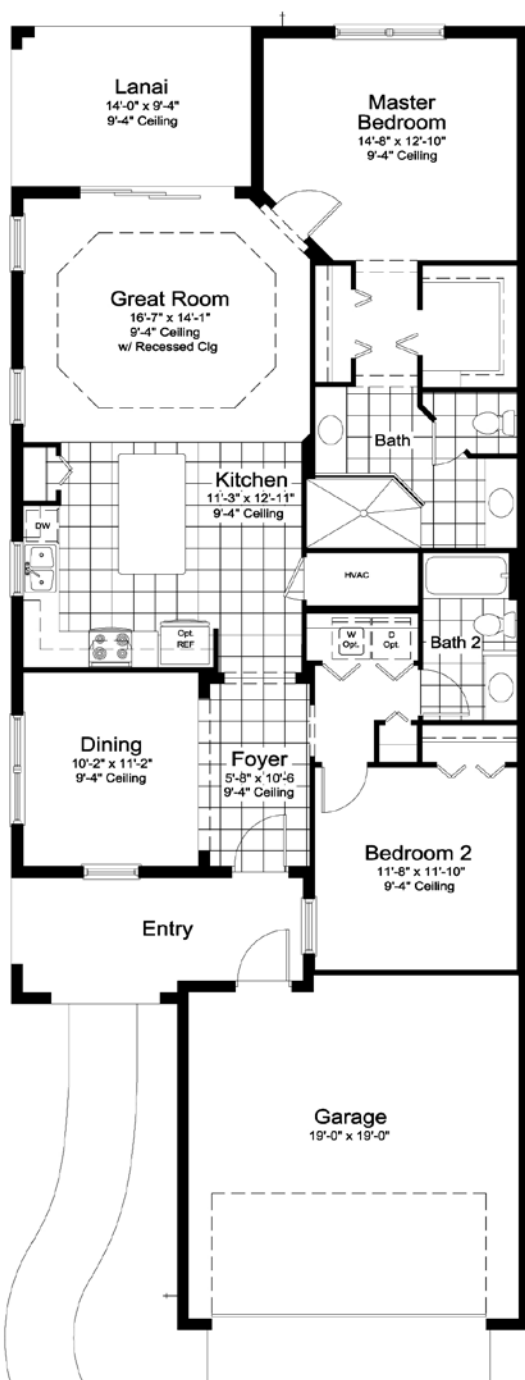 Lanai
14'-0" x 9'-4"
9'-4" Ceiling
Master
Bedroom
14'-8" x 12'-10"
9'-4" Ceiling
Great Room
16'-7" x 14'-1"
9'-4" Ceiling
w/ Recessed Clg
Bath
Kitchen
11'-3" x 12'-11"
9'-4" Ceiling
DW
HVAC
Opt.
REF
W
Opt.
D
Opt.
Bath 2
Dining
10'-2" x 11'-2"
9'-4" Ceiling
Foyer
5'-8" x 10'-6
9'-4" Ceiling
Bedroom 2
11'-8" x 11'-10"
9'-4" Ceiling
Entry
Garage
19'-0" x 19'-0"